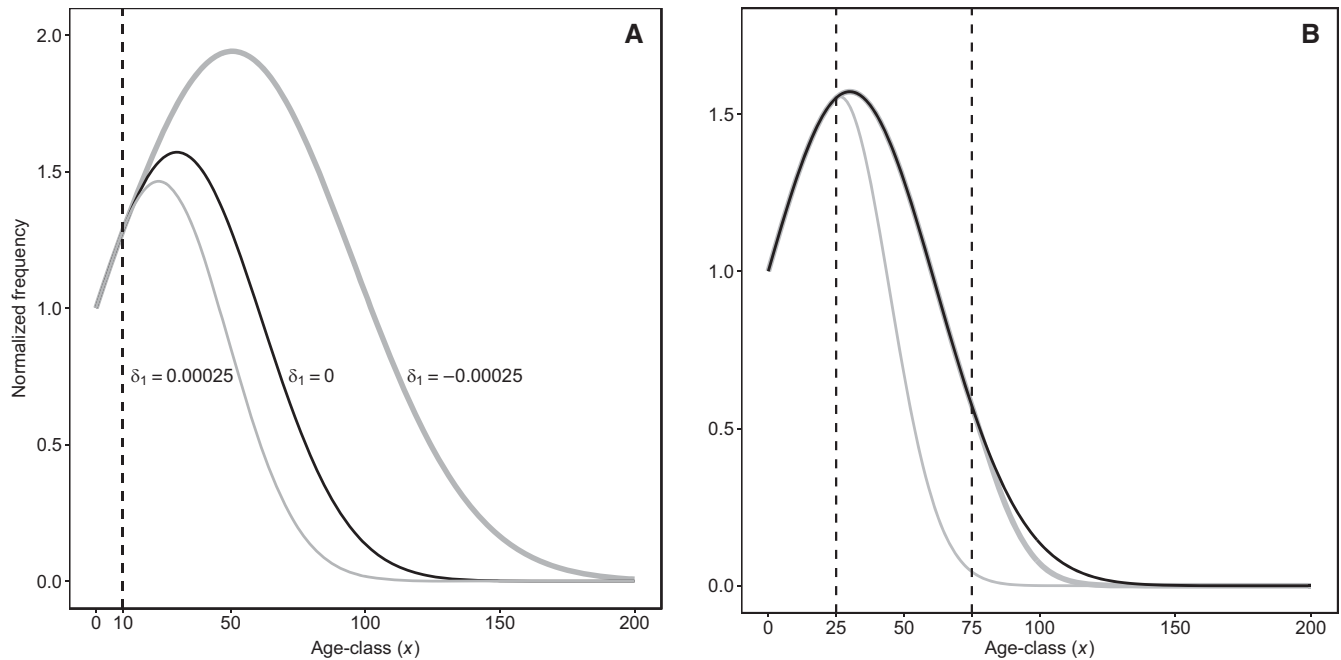 A
2.0
1.5
1.0
0.5
0.0
Normalized frequency
δ₁ = 0.00025
δ₁ = 0
δ₁ = −0.00025
0 10 50 100 150 200
Age-class (x)
B
1.5
1.0
0.5
0.0
0 25 50 75 100 150 200
Age-class (x)